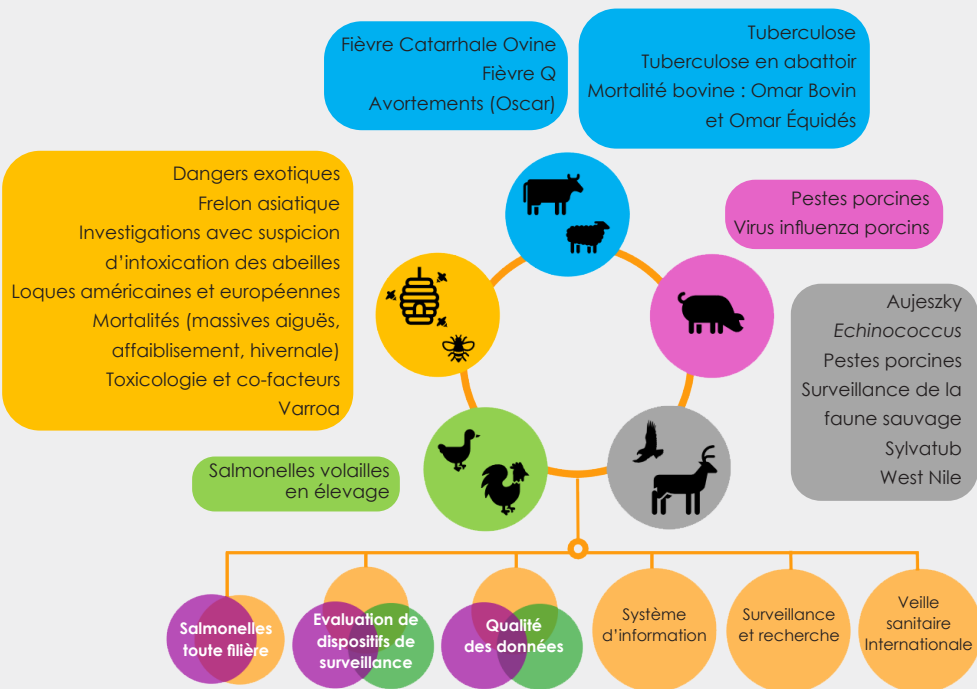 Fièvre Catarrhale Ovine
Fièvre Q
Avortements (Oscar)
Tuberculose
Tuberculose en abattoir
Mortalité bovine : Omar Bovin
et Omar Équidés
Dangers exotiques
Frelon asiatique
Investigations avec suspicion
d'intoxication des abeilles
Loques américaines et européennes
Mortalités (massives aiguës,
affaiblisement, hivernale)
Toxicologie et co-facteurs
Varroa
Pestes porcines
Virus influenza porcins
Aujeszky
Echinococcus
Pestes porcines
Surveillance de la
faune sauvage
Sylvatub
West Nile
Salmonelles volailles
en élevage
Salmonelles
toute filière
Evaluation de
dispositifs de
surveillance
Qualité
des données
Système
d'information
Surveillance
et recherche
Veille
sanitaire
Internationale